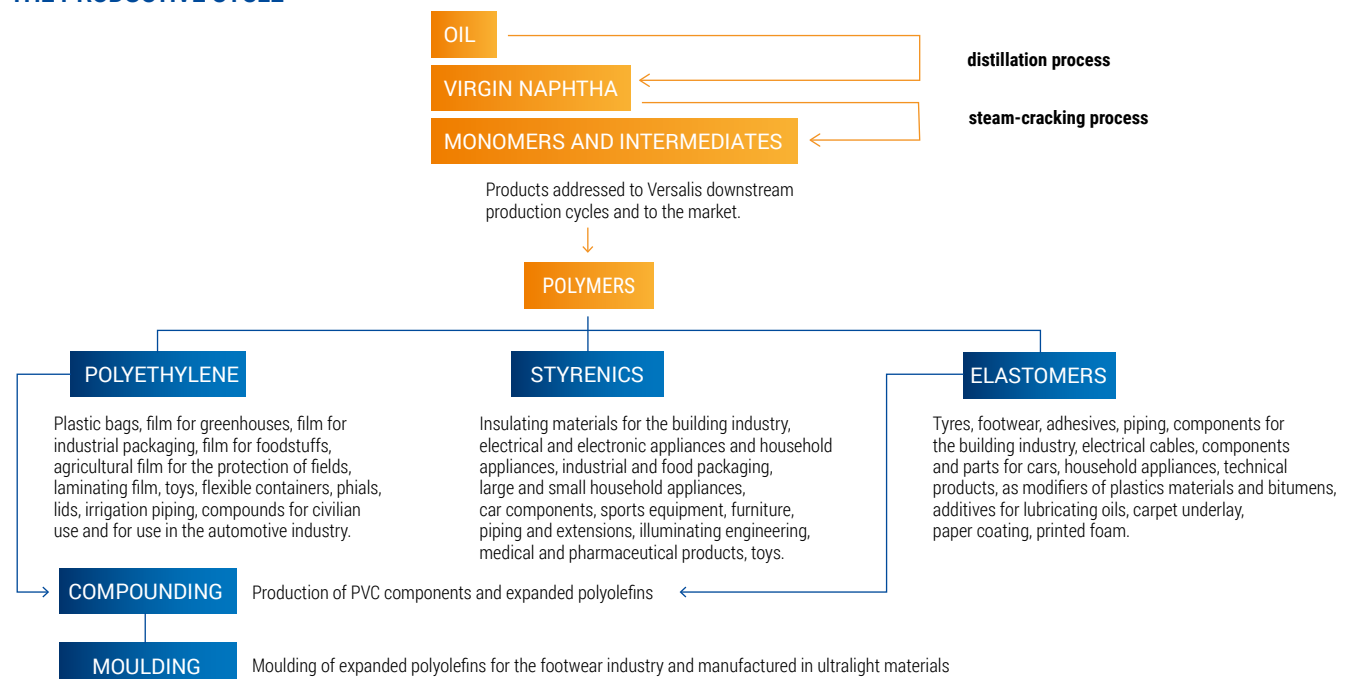 THE PRODUCTIVE CYCLE
OIL
distillation process
VIRGIN NAPHTHA
steam-cracking process
MONOMERS AND INTERMEDIATES
Products addressed to Versalis downstream
production cycles and to the market.
POLYMERS
POLYETHYLENE
Plastic bags, film for greenhouses, film for
industrial packaging, film for foodstuffs,
agricultural film for the protection of fields,
laminating film, toys, flexible containers, phials,
lids, irrigation piping, compounds for civilian
use and for use in the automotive industry.
STYRENICS
Insulating materials for the building industry,
electrical and electronic appliances and household
appliances, industrial and food packaging,
large and small household appliances,
car components, sports equipment, furniture,
piping and extensions, illuminating engineering,
medical and pharmaceutical products, toys.
ELASTOMERS
Tyres, footwear, adhesives, piping, components for
the building industry, electrical cables, components
and parts for cars, household appliances, technical
products, as modifiers of plastics materials and bitumens,
additives for lubricating oils, carpet underlay,
paper coating, printed foam.
COMPOUNDING
Production of PVC components and expanded polyolefins
MOULDING
Moulding of expanded polyolefins for the footwear industry and manufactured in ultralight materials